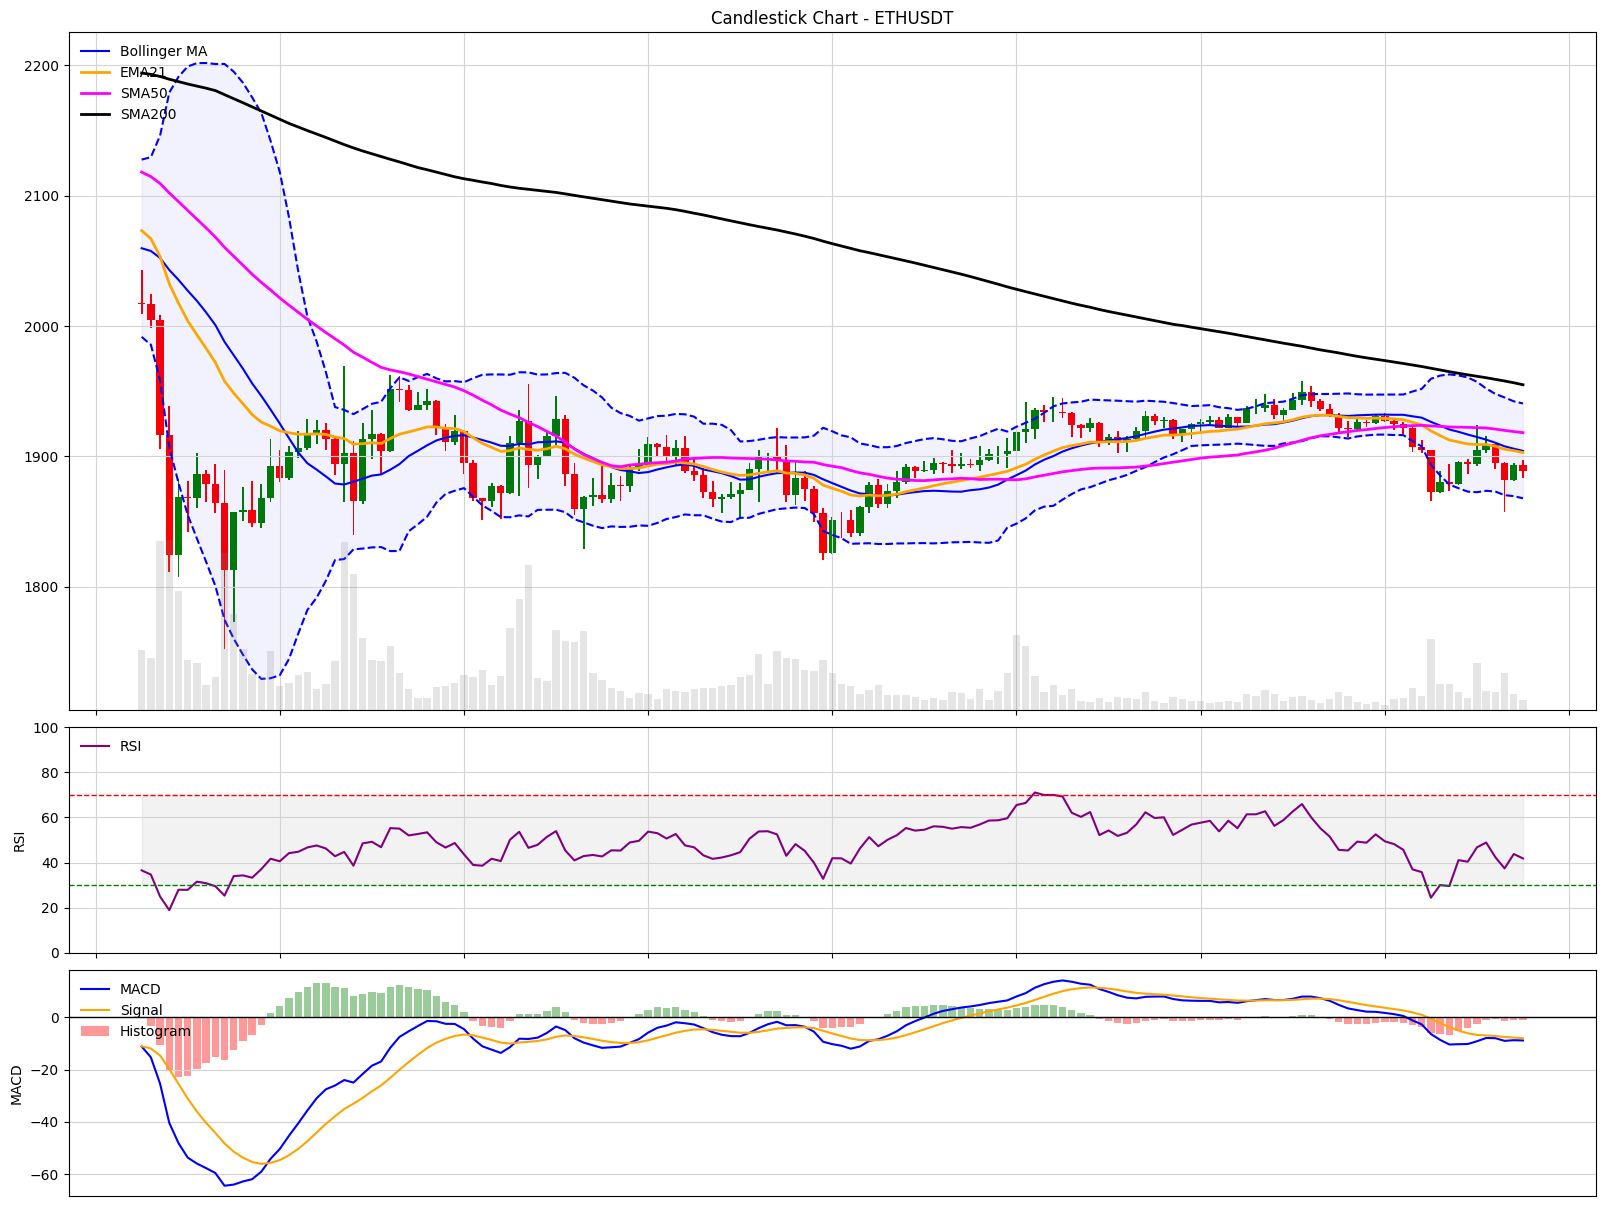 Candlestick Chart - ETHUSDT
Bollinger MA
EMA21
SMA50
SMA200
2200
2100
2000
1900
1800
RSI
RSI
100
80
60
40
20
0
MACD
Signal
Histogram
MACD
0
−20
−40
−60